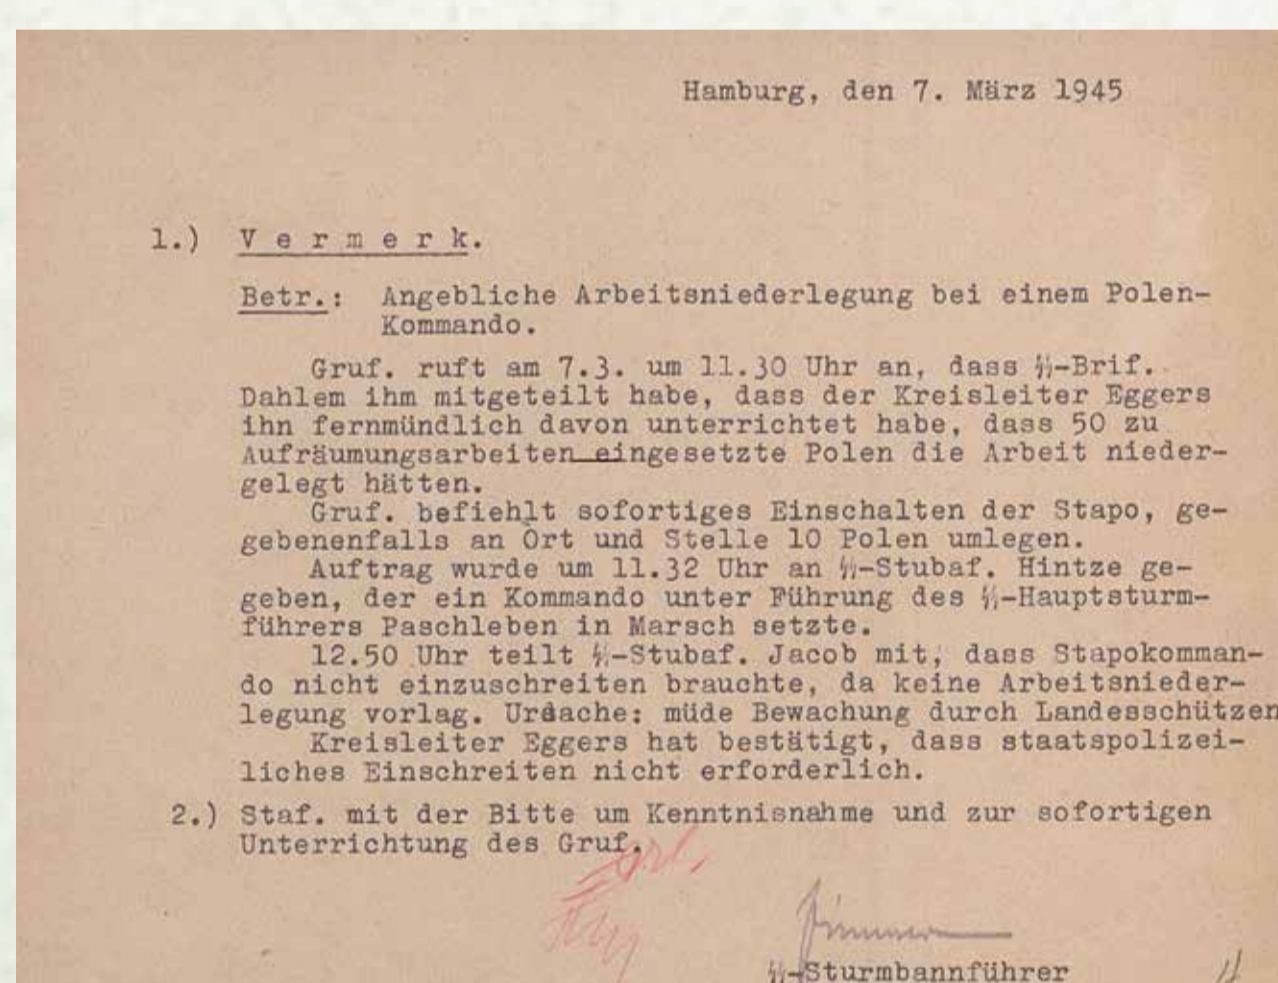 Hamburg, den 7. März 1945
1.) V e r m e r k.
Betr.: Angebliche Arbeitsniederlegung bei einem Polen-
Kommando.
Gruf. ruft am 7.3. um 11.30 Uhr an, dass ᛋᛋ-Brif.
Dahlem ihm mitgeteilt habe, dass der Kreisleiter Eggers
ihn fernmündlich davon unterrichtet habe, dass 50 zu
Aufräumungsarbeiten eingesetzte Polen die Arbeit nieder-
gelegt hätten.
Gruf. befiehlt sofortiges Einschalten der Stapo, ge-
gebenenfalls an Ort und Stelle 10 Polen umlegen.
Auftrag wurde um 11.32 Uhr an ᛋᛋ-Stubaf. Hintze ge-
geben, der ein Kommando unter Führung des ᛋᛋ-Hauptsturm-
führers Paschleben in Marsch setzte.
12.50 Uhr teilt ᛋᛋ-Stubaf. Jacob mit, dass Stapokomman-
do nicht einzuschreiten brauchte, da keine Arbeitsnieder-
legung vorlag. Ursache: müde Bewachung durch Landesschützen
Kreisleiter Eggers hat bestätigt, dass staatspolizei-
liches Einschreiten nicht erforderlich.
2.) Staf. mit der Bitte um Kenntnisnahme und zur sofortigen
Unterrichtung des Gruf.
ᛋᛋ-Sturmbannführer